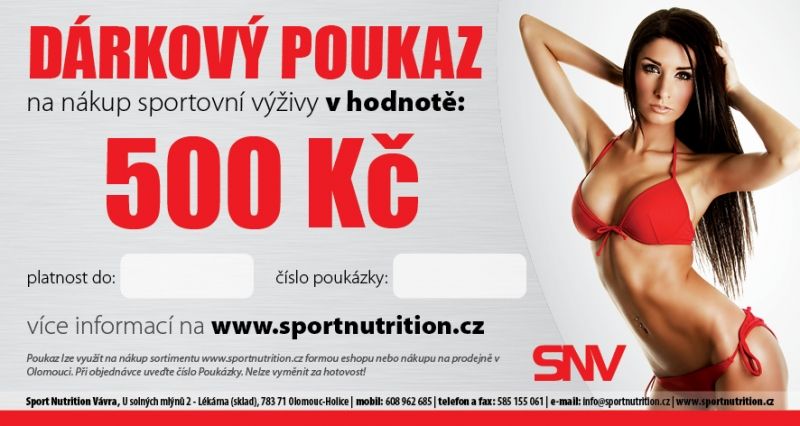 DÁRKOVÝ POUKAZ
na nákup sportovní výživy v hodnotě:
500 Kč
platnost do:
číslo poukázky:
více informací na www.sportnutrition.cz
Poukaz lze využít na nákup sortimentu www.sportnutrition.cz formou eshopu nebo nákupu na prodejně v
Olomouci. Při objednávce uveďte číslo Poukázky. Nelze vyměnit za hotovost!
SNV
Sport Nutrition Vávra, U solných mlýnů 2 - Lékárna (sklad), 783 71 Olomouc-Holice | mobil: 608 962 685 | telefon a fax: 585 155 061 | e-mail: info@sportnutrition.cz | www.sportnutrition.cz